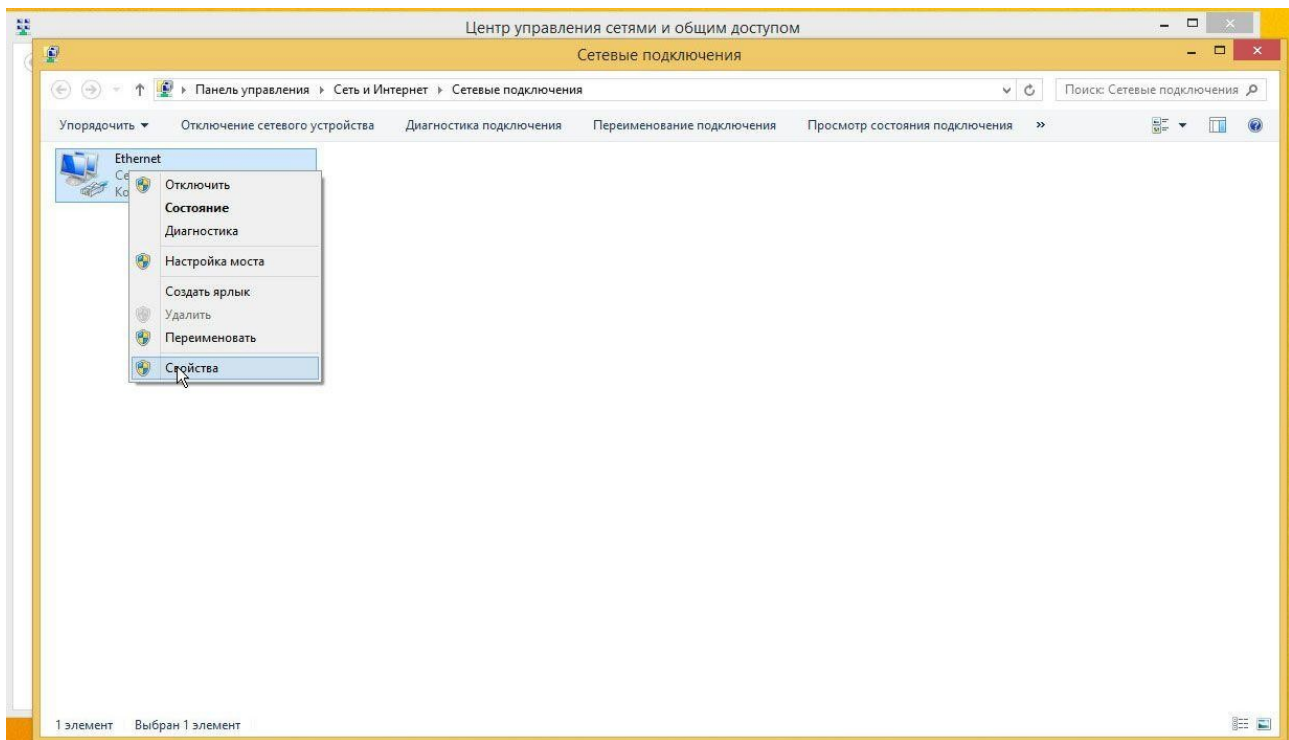 Центр управления сетями и общим доступом
Сетевые подключения
Панель управления Сеть и Интернет Сетевые подключения
Поиск: Сетевые подключения
Упорядочить Отключение сетевого устройства Диагностика подключения Переименование подключения Просмотр состояния подключения »
Ethernet
Отключить
Состояние
Диагностика
Настройка моста
Создать ярлык
Удалить
Переименовать
Свойства
1 элемент Выбран 1 элемент